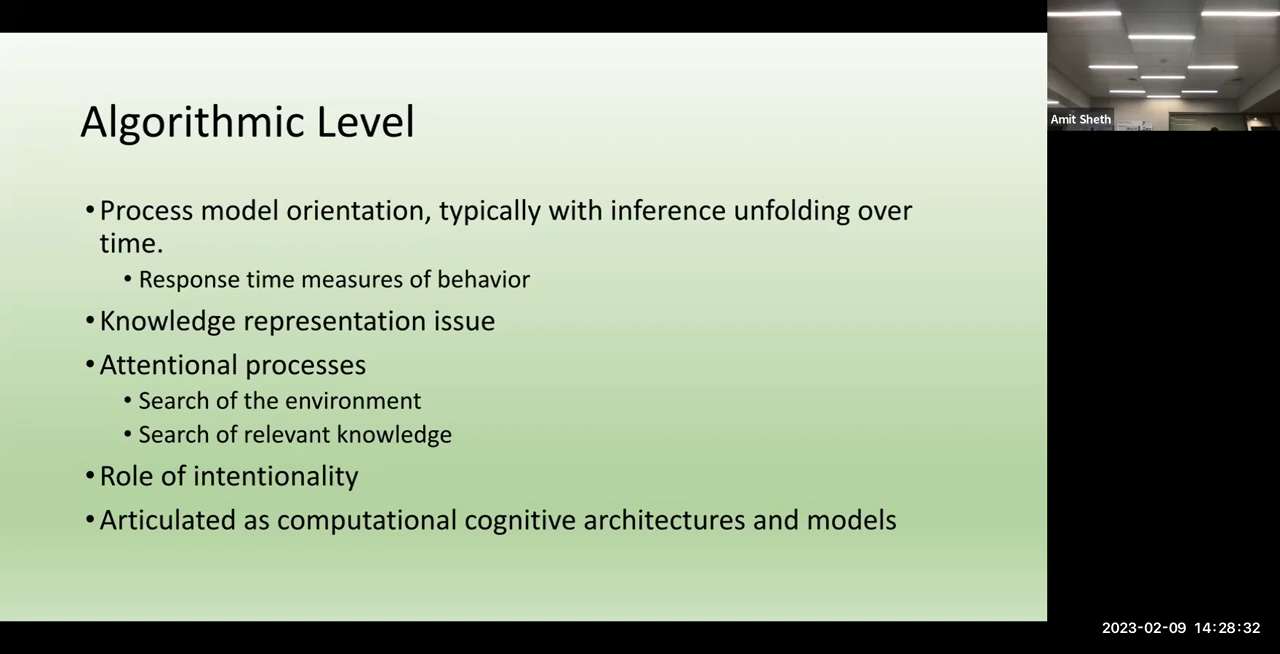 Algorithmic Level
•Process model orientation, typically with inference unfolding over
time.
• Response time measures of behavior
•Knowledge representation issue
•Attentional processes
• Search of the environment
• Search of relevant knowledge
•Role of intentionality
•Articulated as computational cognitive architectures and models
Amit Sheth
2023-02-09 14:28:32